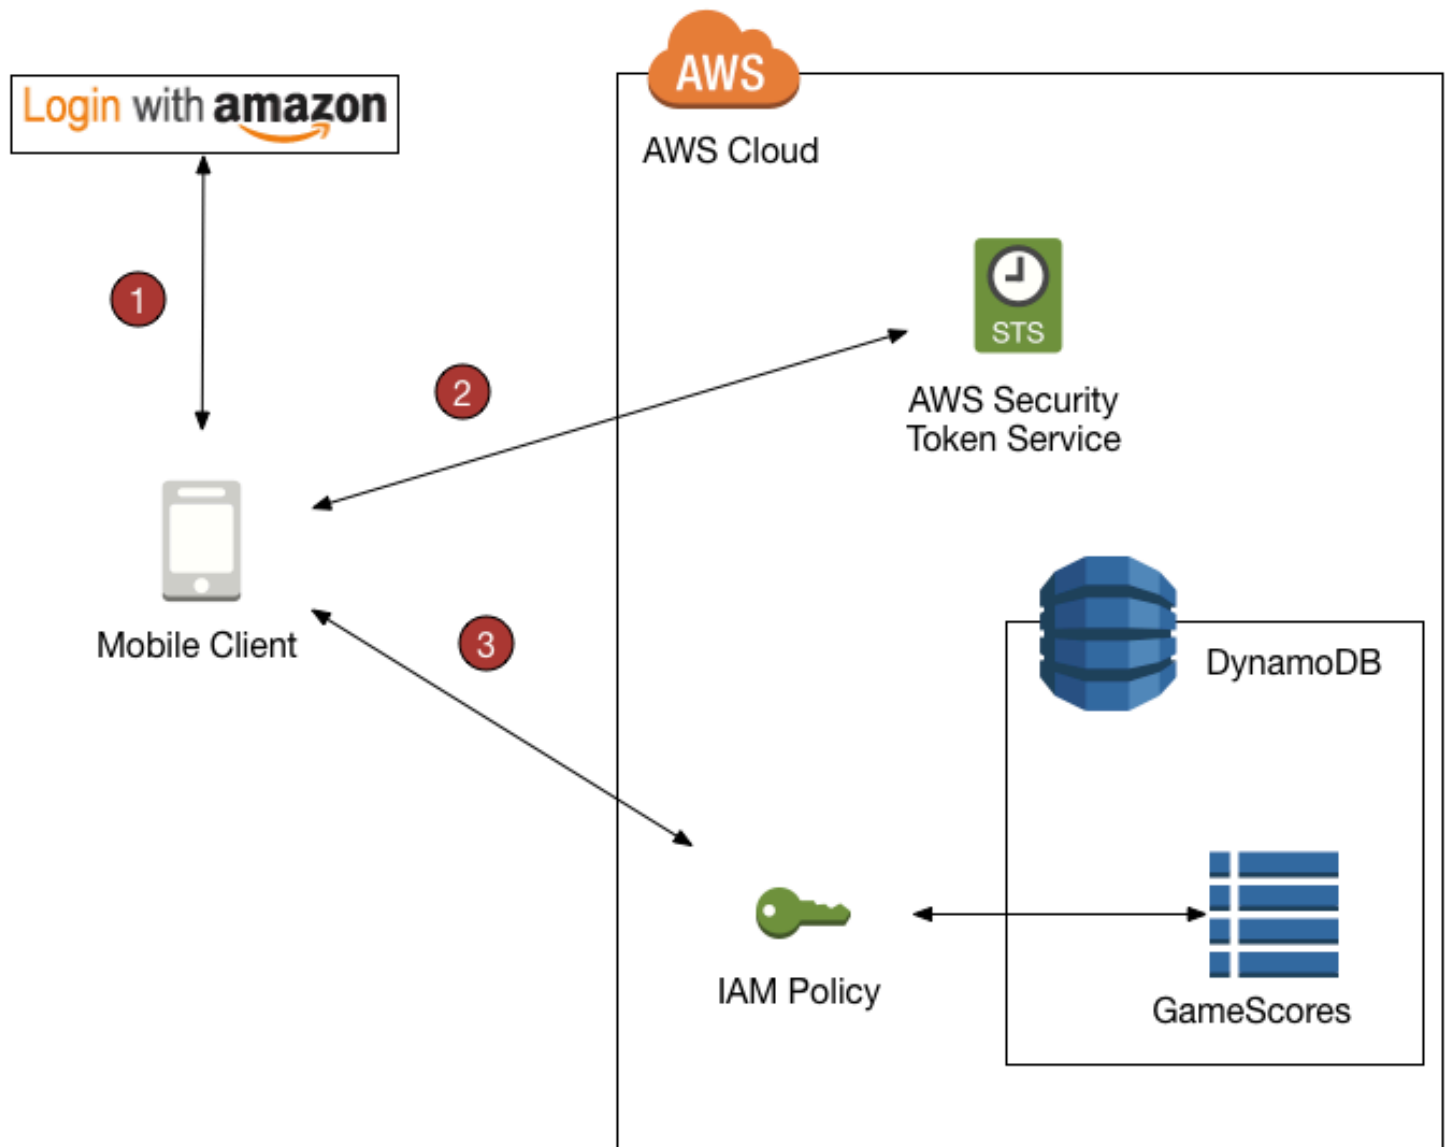 Login with amazon
AWS
AWS Cloud
1
STS
2
AWS Security
Token Service
3
Mobile Client
DynamoDB
IAM Policy
GameScores